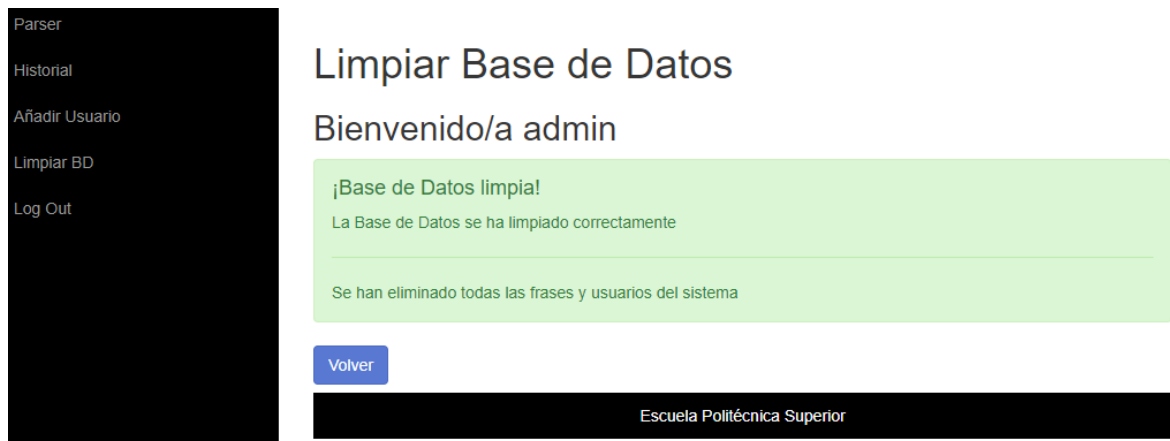 Parser
Historial
Añadir Usuario
Limpiar BD
Log Out
Limpiar Base de Datos
Bienvenido/a admin
¡Base de Datos limpia!
La Base de Datos se ha limpiado correctamente
Se han eliminado todas las frases y usuarios del sistema
Volver
Escuela Politécnica Superior